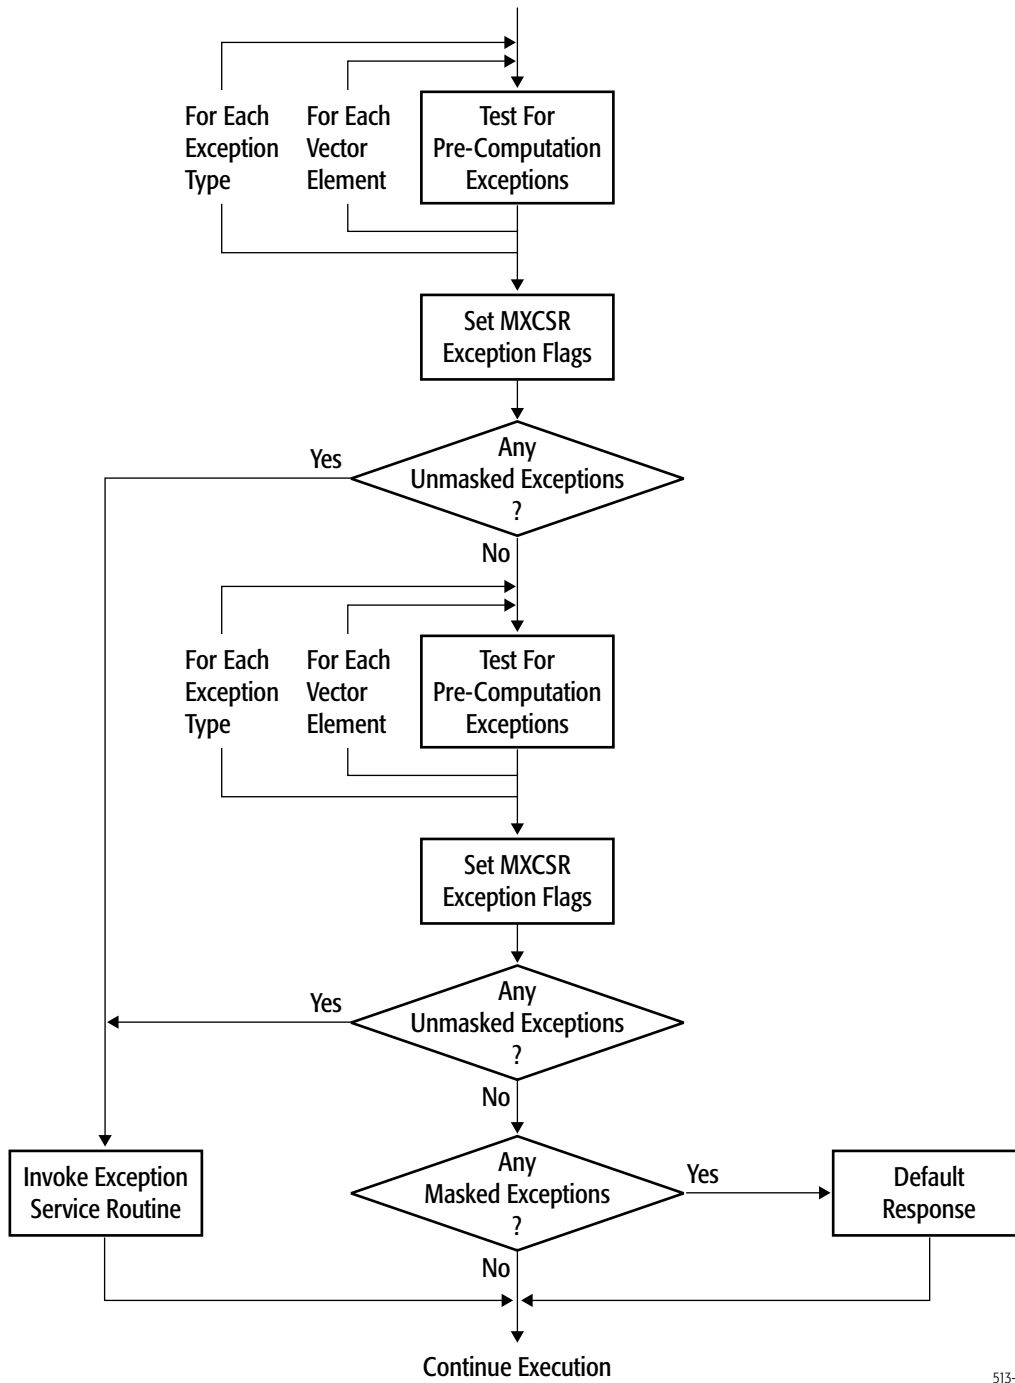 For Each
Exception
Type
For Each
Vector
Element
Test For
Pre-Computation
Exceptions
Set MXCSR
Exception Flags
Yes
Any
Unmasked Exceptions
?
No
For Each
Exception
Type
For Each
Vector
Element
Test For
Pre-Computation
Exceptions
Set MXCSR
Exception Flags
Yes
Any
Unmasked Exceptions
?
No
Invoke Exception
Service Routine
Any
Masked Exceptions
?
Yes
Default
Response
No
Continue Execution
513-